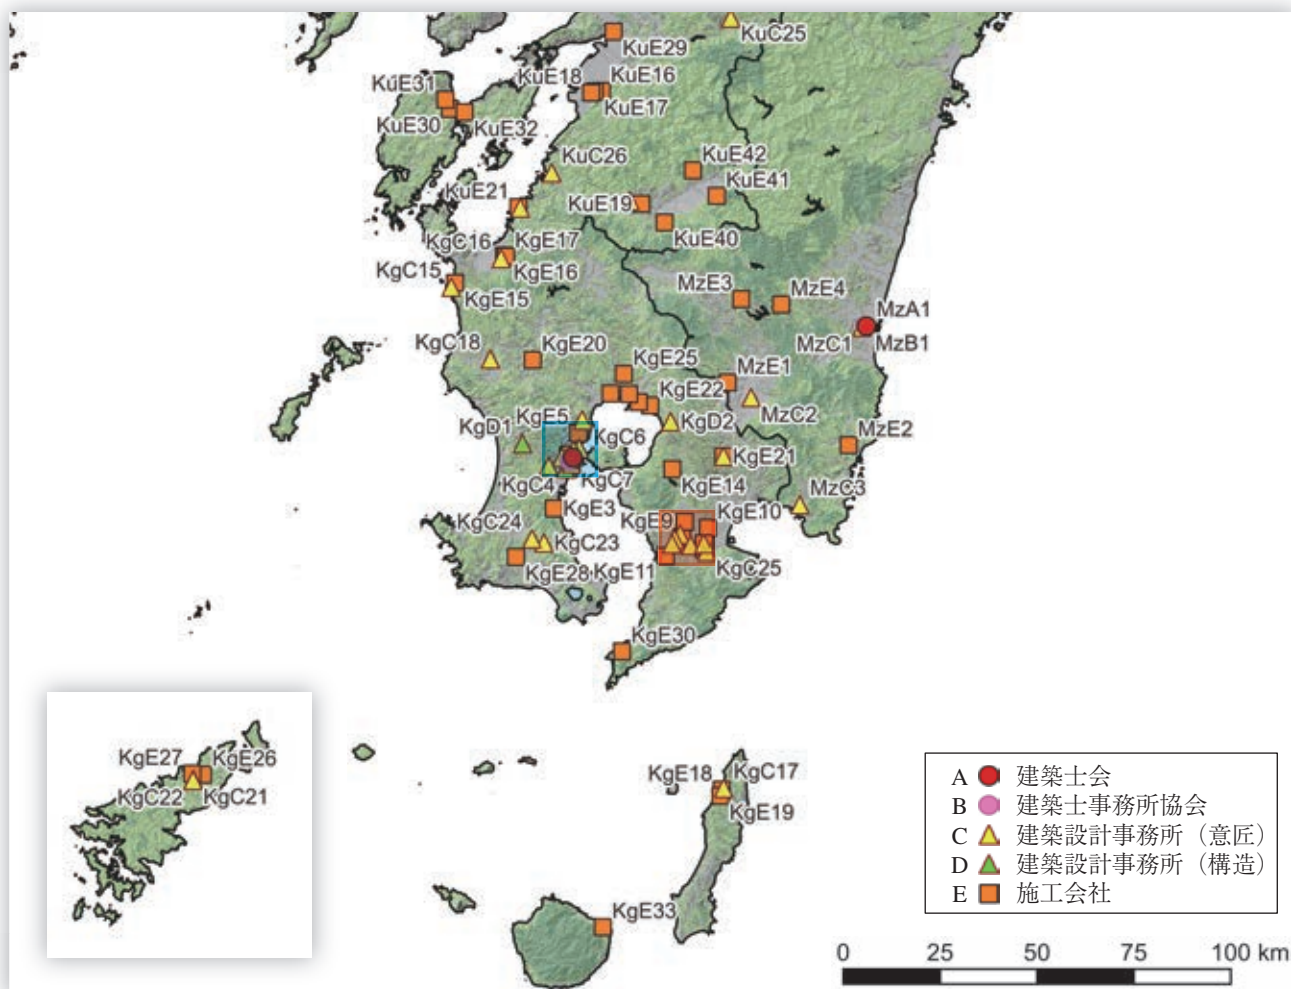 KuC25
KuE29
KuE18
KuE16
KuE31
KuE17
KuE30
KuE32
KuC26
KuE42
KuE41
KuE21
KuE19
KuE40
KgC16
KgE17
KgC15
KgE16
KgE15
MzE3
MzE4
MzA1
MzC1
MzB1
KgC18
KgE20
KgE25
MzE1
KgE22
MzC2
KgE5
KgD1
KgC6
KgD2
MzE2
KgE21
KgC4
KgC7
KgE14
MzC3
KgE3
KgE9
KgE10
KgC24
KgC23
KgE28
KgE11
KgC25
KgE30
KgE27
KgE26
KgC22
KgC21
KgE18
KgC17
KgE19
KgE33
A 建築士会
B 建築士事務所協会
C 建築設計事務所（意匠）
D 建築設計事務所（構造）
E 施工会社
0 25 50 75 100 km